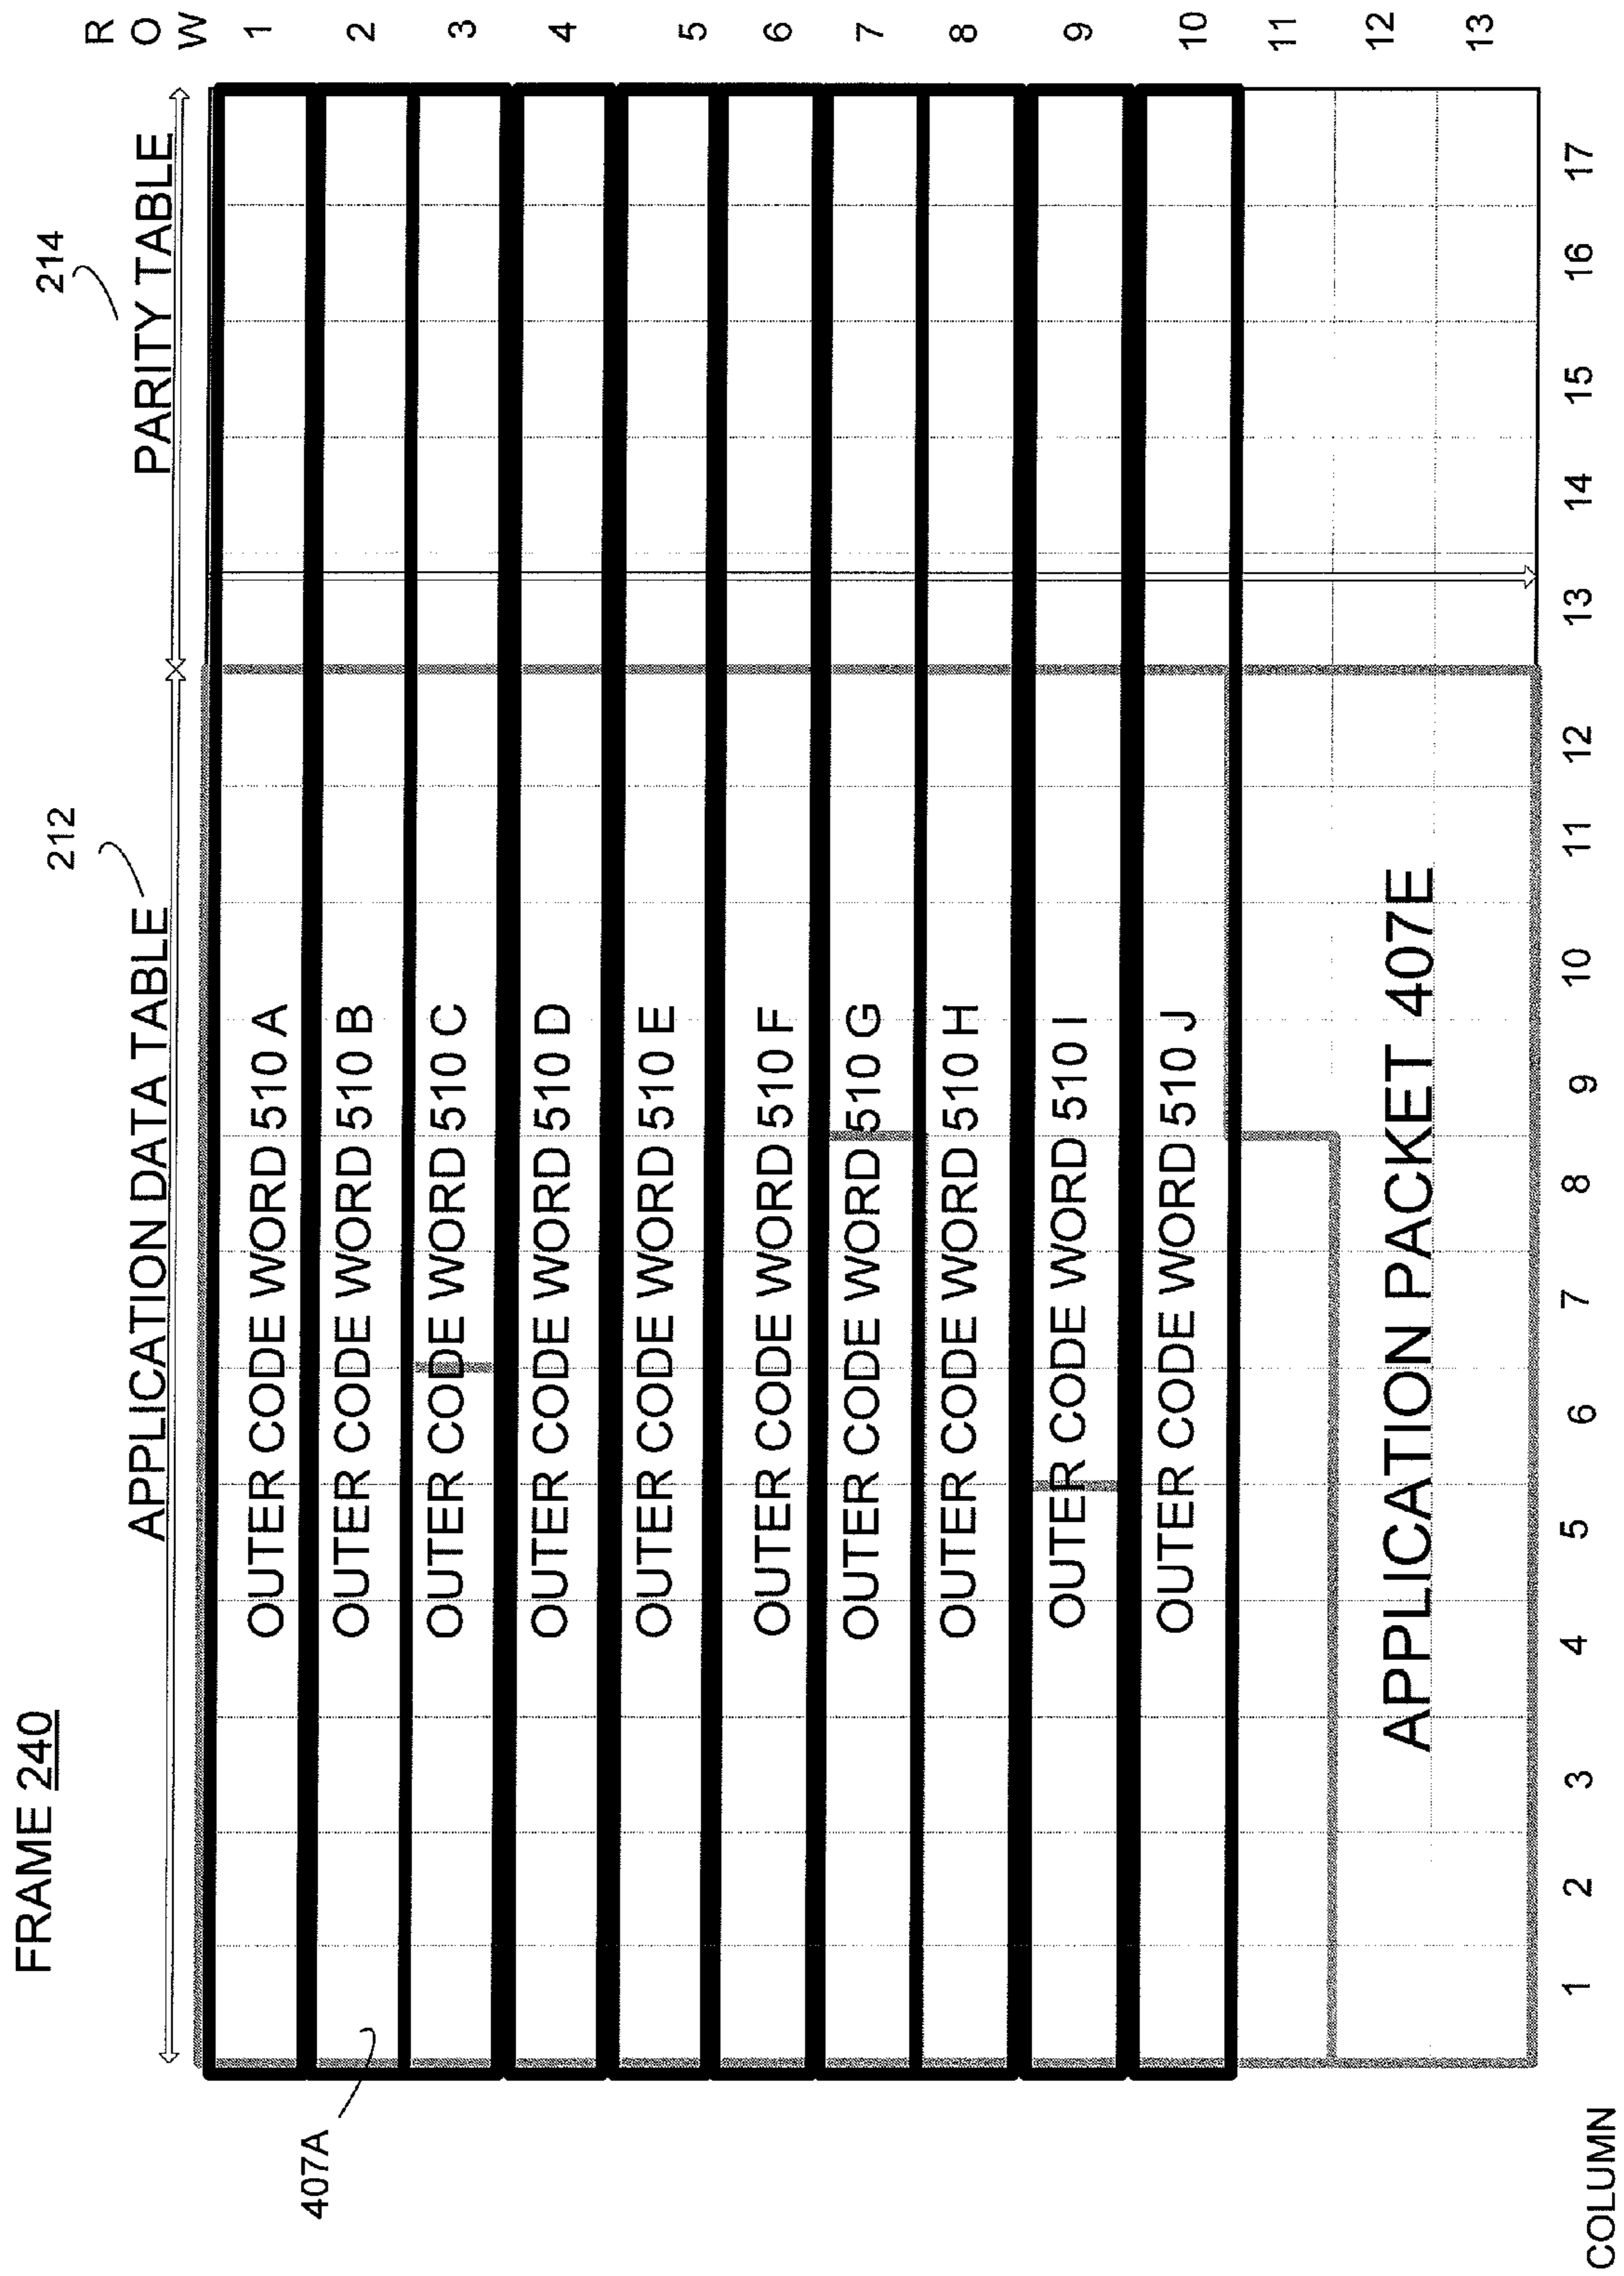 FRAME 240
212
214
APPLICATION DATA TABLE
PARITY TABLE
ROW
407A
OUTER CODE WORD 510 A
1
OUTER CODE WORD 510 B
2
OUTER CODE WORD 510 C
3
OUTER CODE WORD 510 D
4
OUTER CODE WORD 510 E
5
OUTER CODE WORD 510 F
6
OUTER CODE WORD 510 G
7
OUTER CODE WORD 510 H
8
OUTER CODE WORD 510 I
9
OUTER CODE WORD 510 J
10
11
APPLICATION PACKET 407E
12
13
COLUMN 1 2 3 4 5 6 7 8 9 10 11 12 13 14 15 16 17